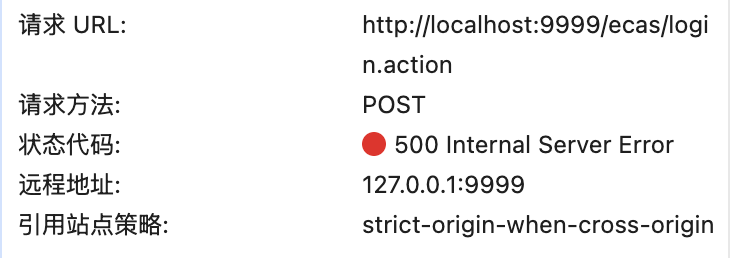 请求 URL: http://localhost:9999/ecas/logi
n.action
请求方法: POST
状态代码: 500 Internal Server Error
远程地址: 127.0.0.1:9999
引用站点策略: strict-origin-when-cross-origin